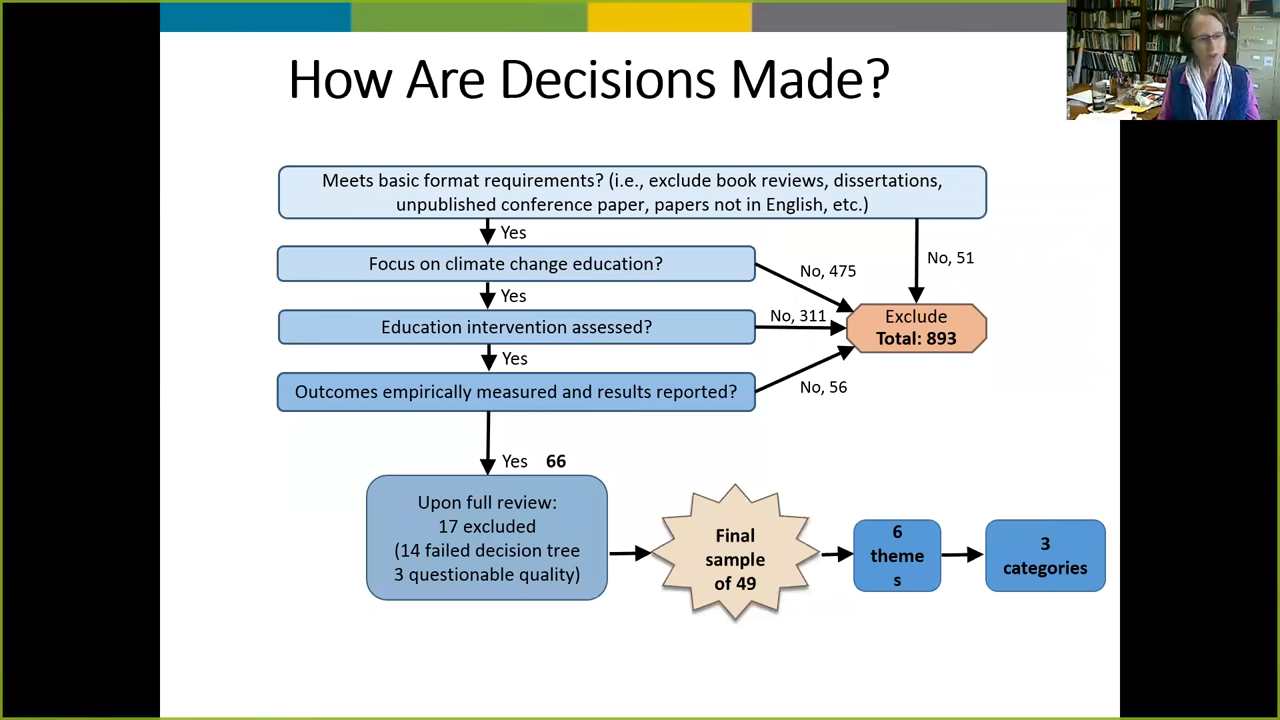 How Are Decisions Made?
Meets basic format requirements? (i.e., exclude book reviews, dissertations,
unpublished conference paper, papers not in English, etc.)
Yes
No, 51
Focus on climate change education?
No, 475
Yes
Education intervention assessed?
No, 311
Exclude
Total: 893
Yes
Outcomes empirically measured and results reported?
No, 56
Yes 66
Upon full review:
17 excluded
(14 failed decision tree
3 questionable quality)
Final
sample
of 49
6
theme
s
3
categories